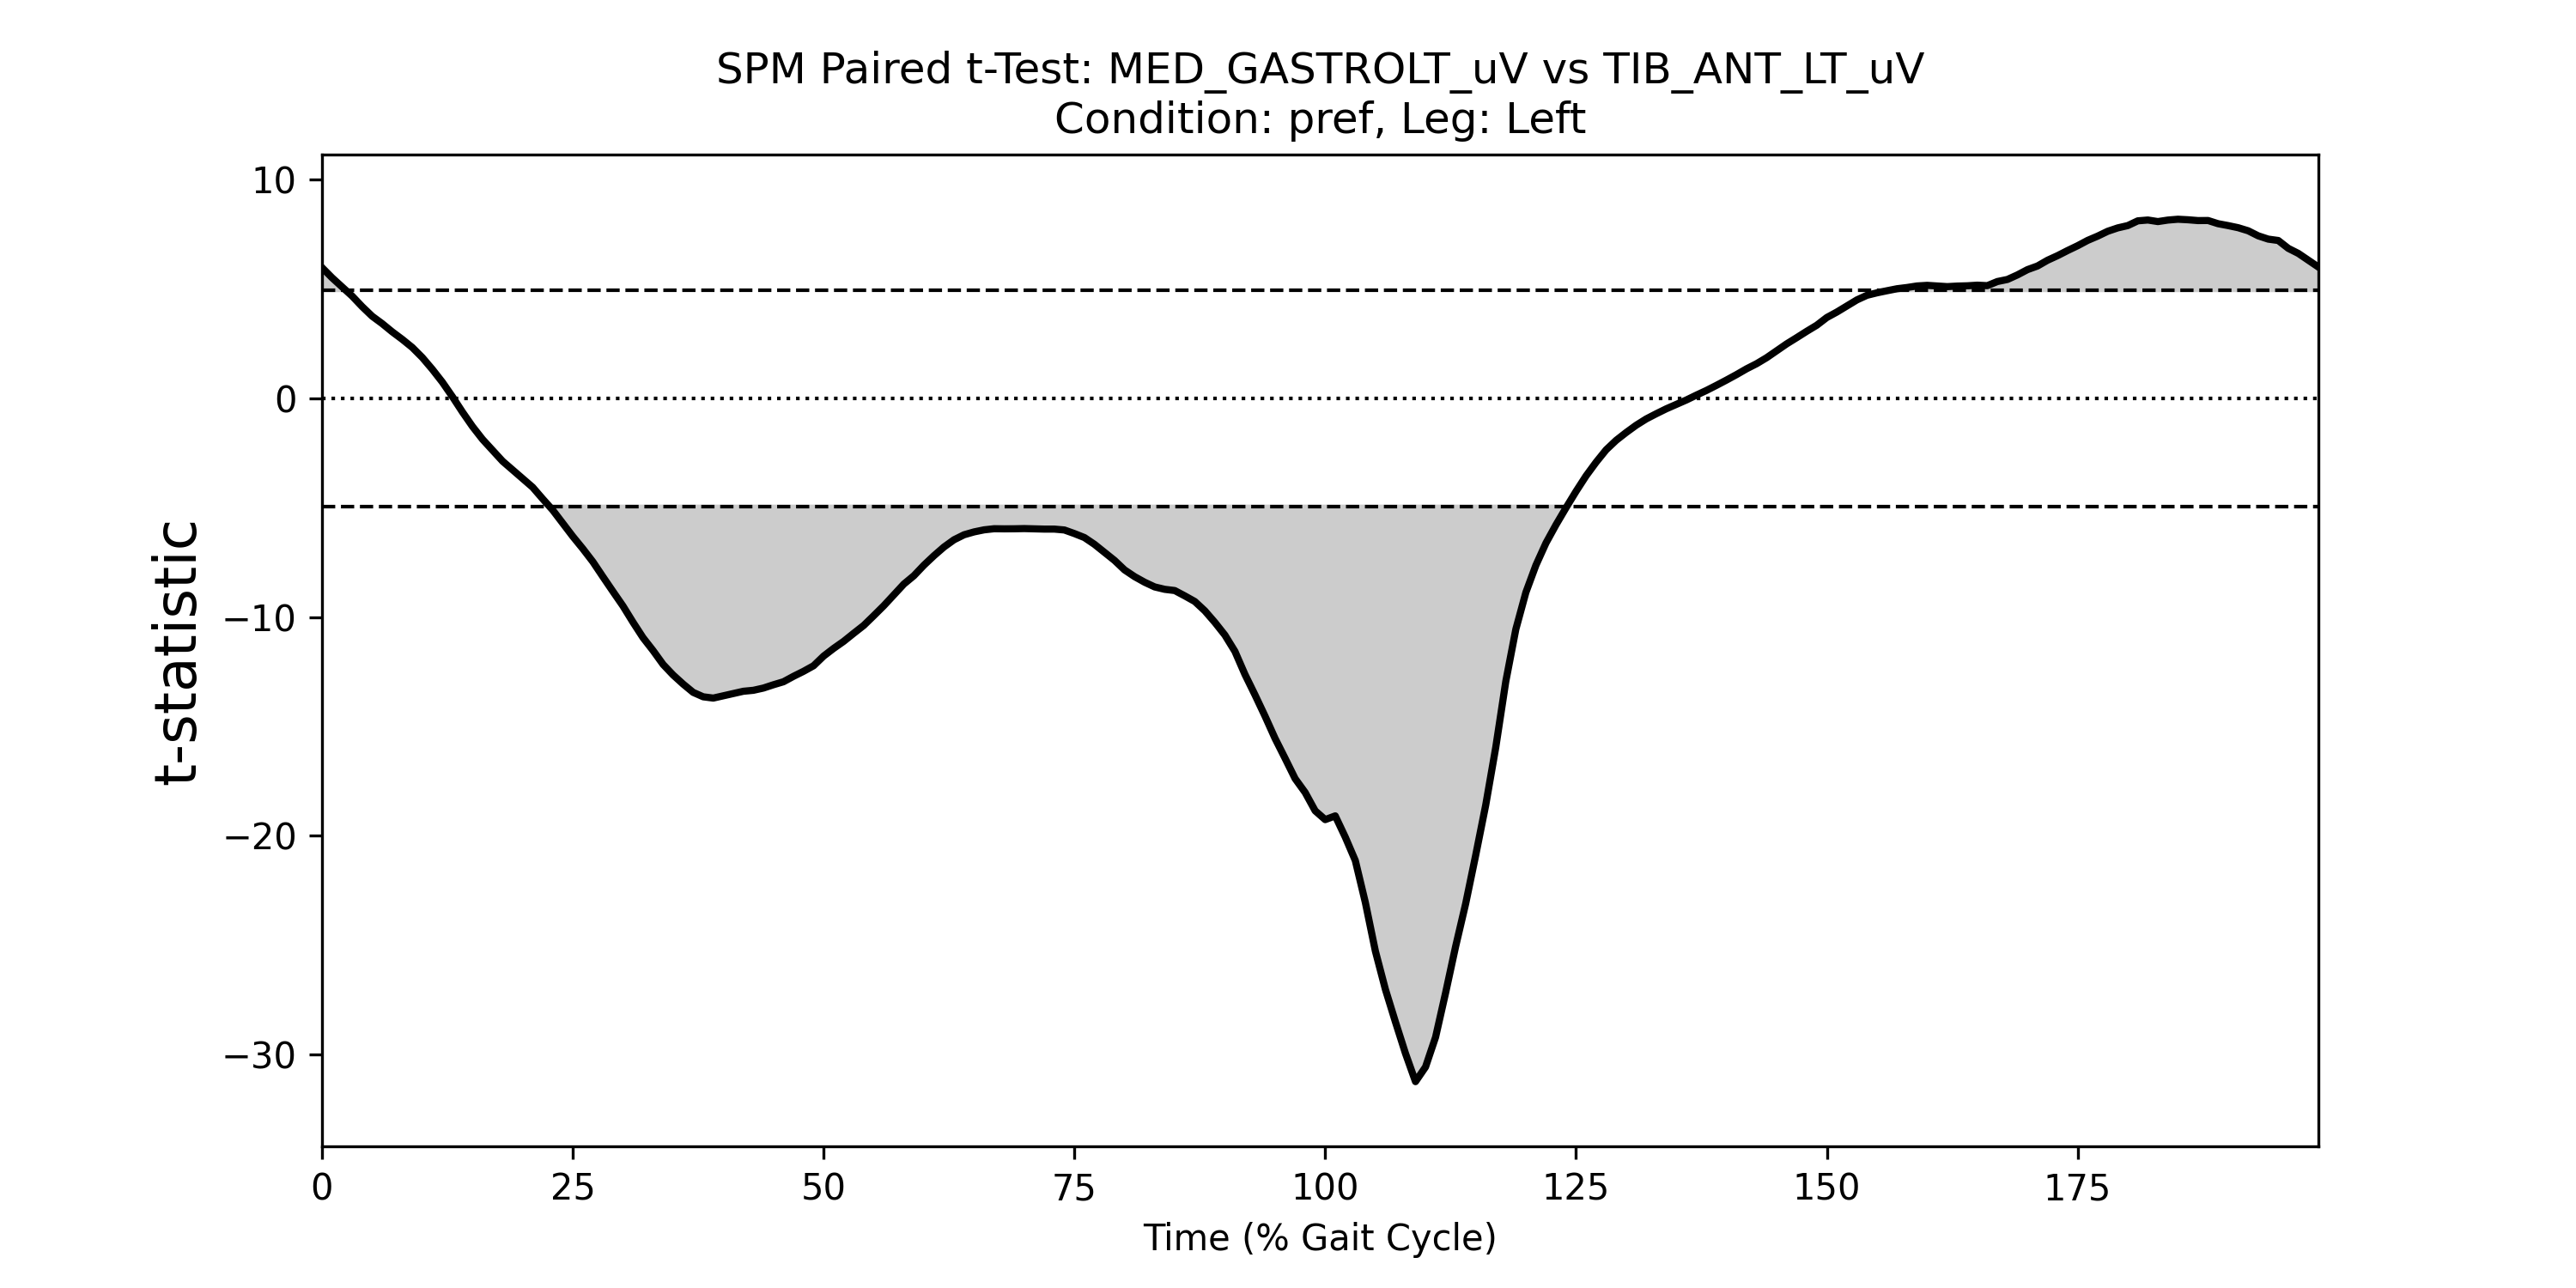 SPM Paired t-Test: MED_GASTROLT_uV vs TIB_ANT_LT_uV
Condition: pref, Leg: Left
t-statistic
10
0
−10
−20
−30
0 25 50 75 100 125 150 175
Time (% Gait Cycle)